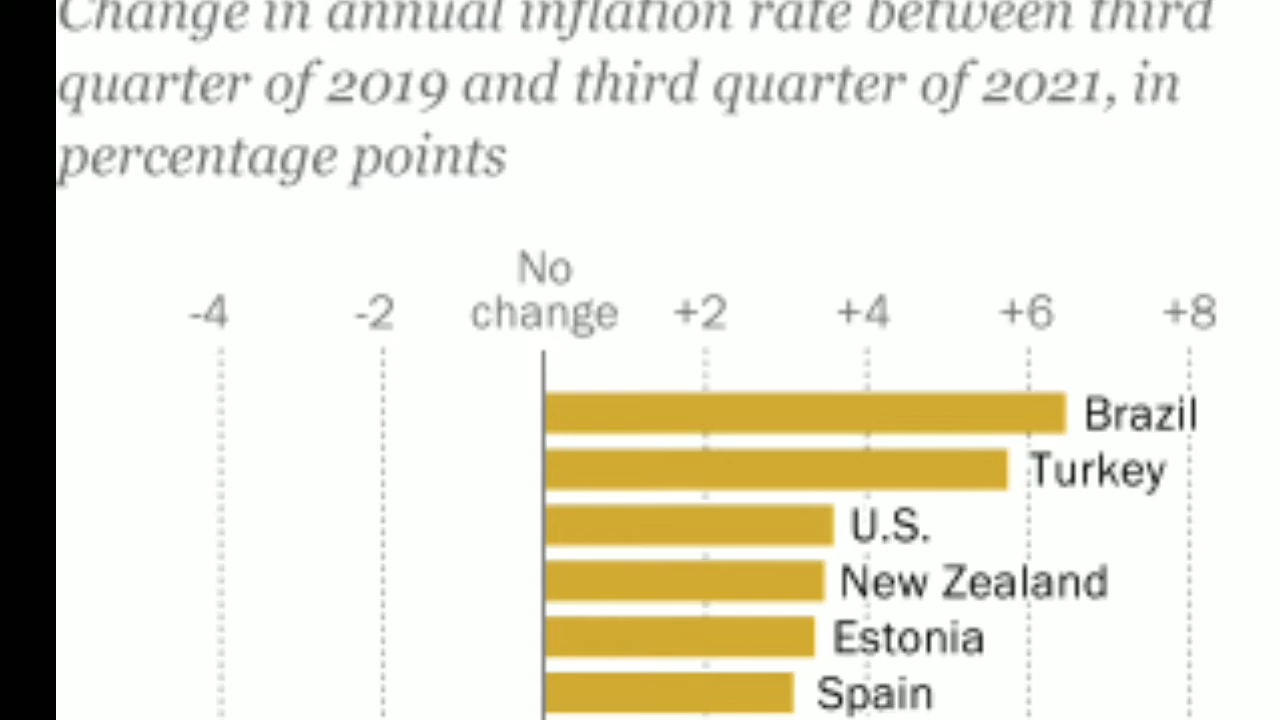 Change in annual inflation rate between third
quarter of 2019 and third quarter of 2021, in
percentage points
No
change
-4 -2 +2 +4 +6 +8
Brazil
Turkey
U.S.
New Zealand
Estonia
Spain